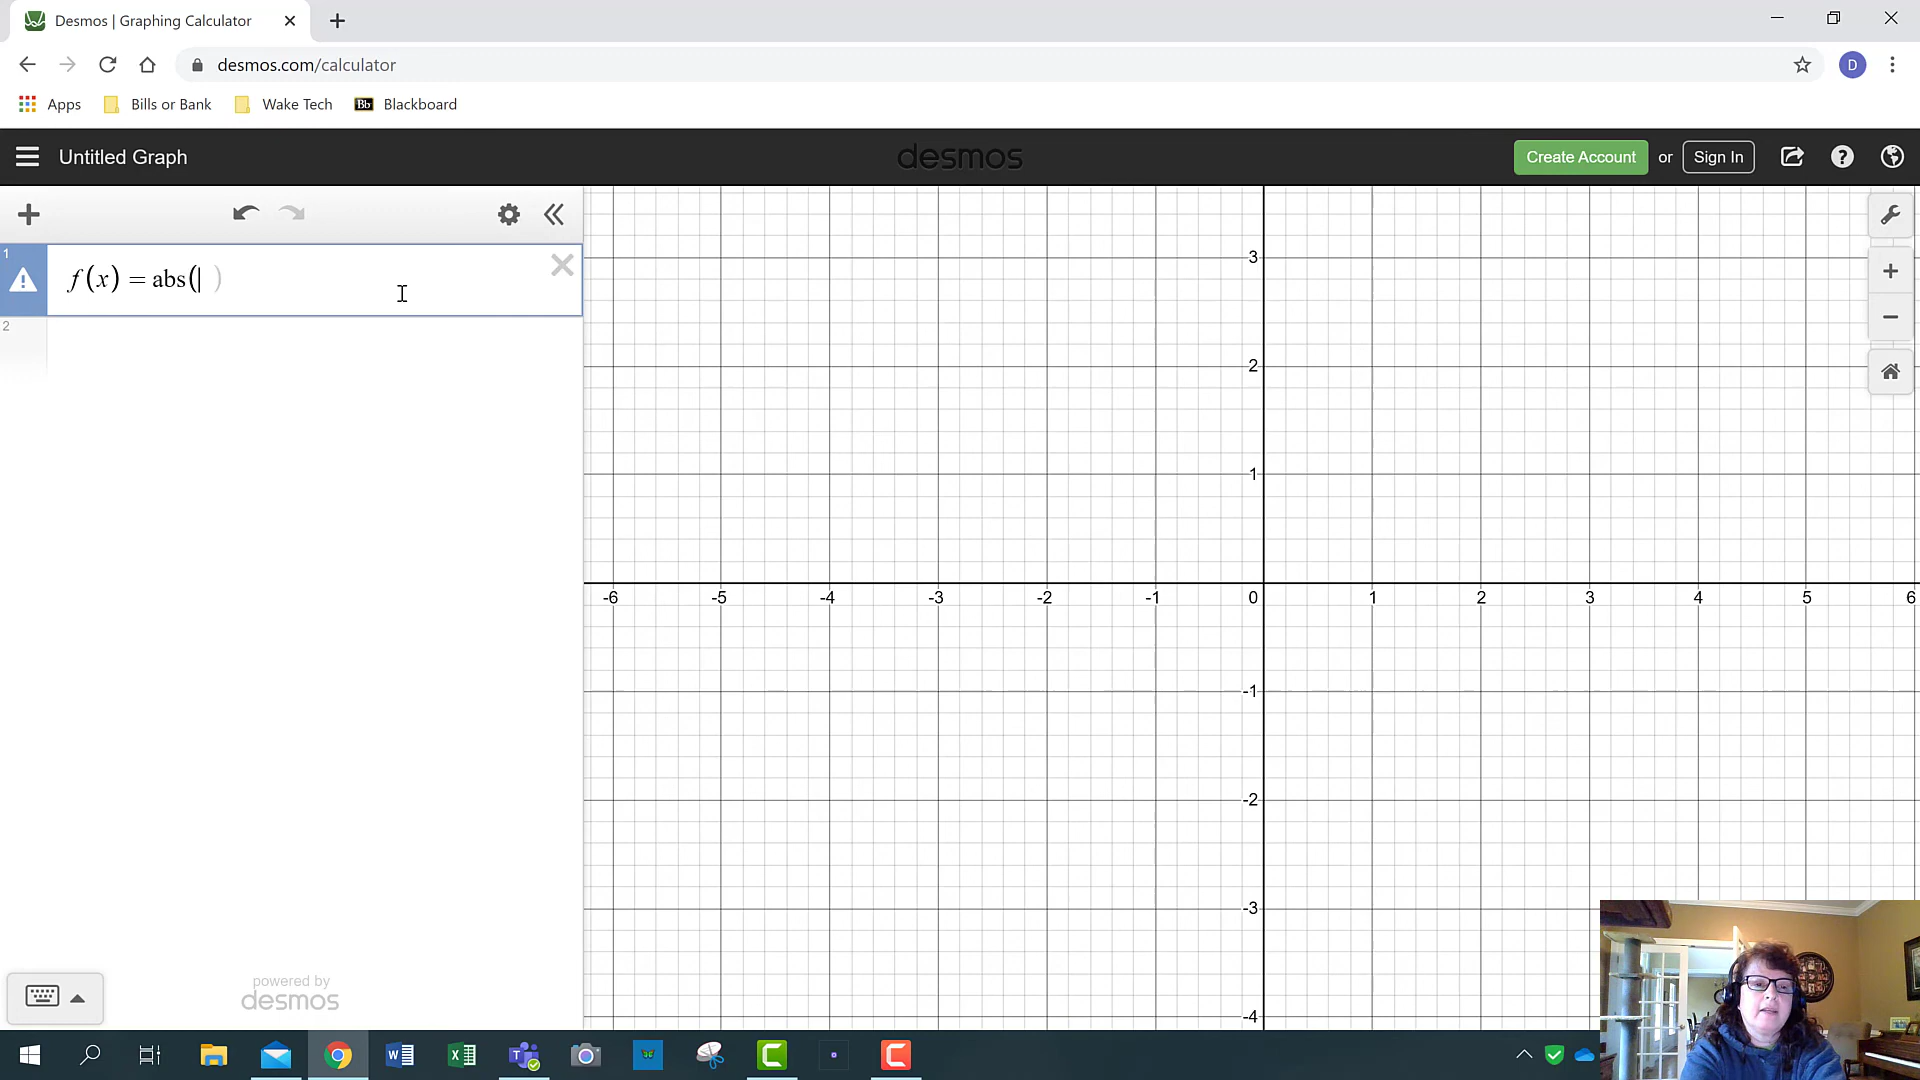 Desmos | Graphing Calculator
desmos.com/calculator
D
Apps
Bills or Bank
Wake Tech
Bb
Blackboard
Untitled Graph
desmos
Create Account or Sign In
1
f(x) = abs( )
2
3
2
1
-6 -5 -4 -3 -2 -1 0 1 2 3 4 5 6
-1
-2
-3
-4
powered by
desmos